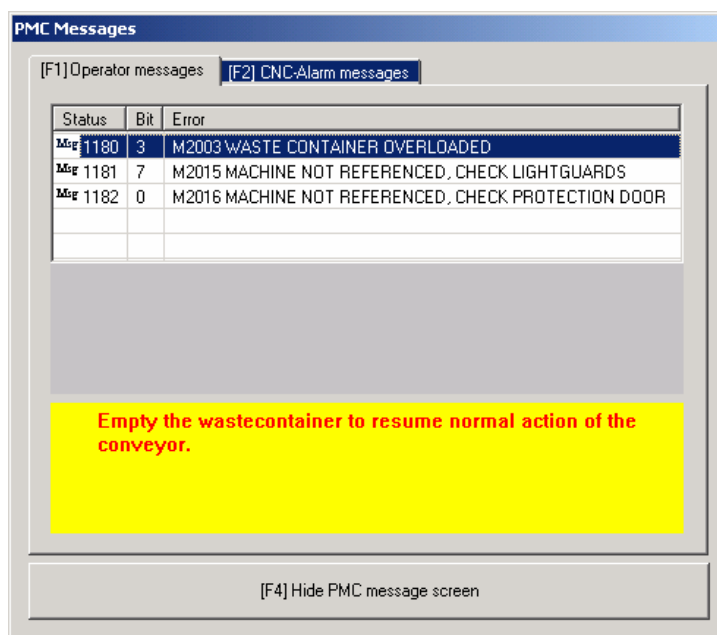 PMC Messages
[F1] Operator messages [F2] CNC-Alarm messages
Status Bit Error
Msg 1180 3 M2003 WASTE CONTAINER OVERLOADED
Msg 1181 7 M2015 MACHINE NOT REFERENCED, CHECK LIGHTGUARDS
Msg 1182 0 M2016 MACHINE NOT REFERENCED, CHECK PROTECTION DOOR
Empty the wastecontainer to resume normal action of the
conveyor.
[F4] Hide PMC message screen